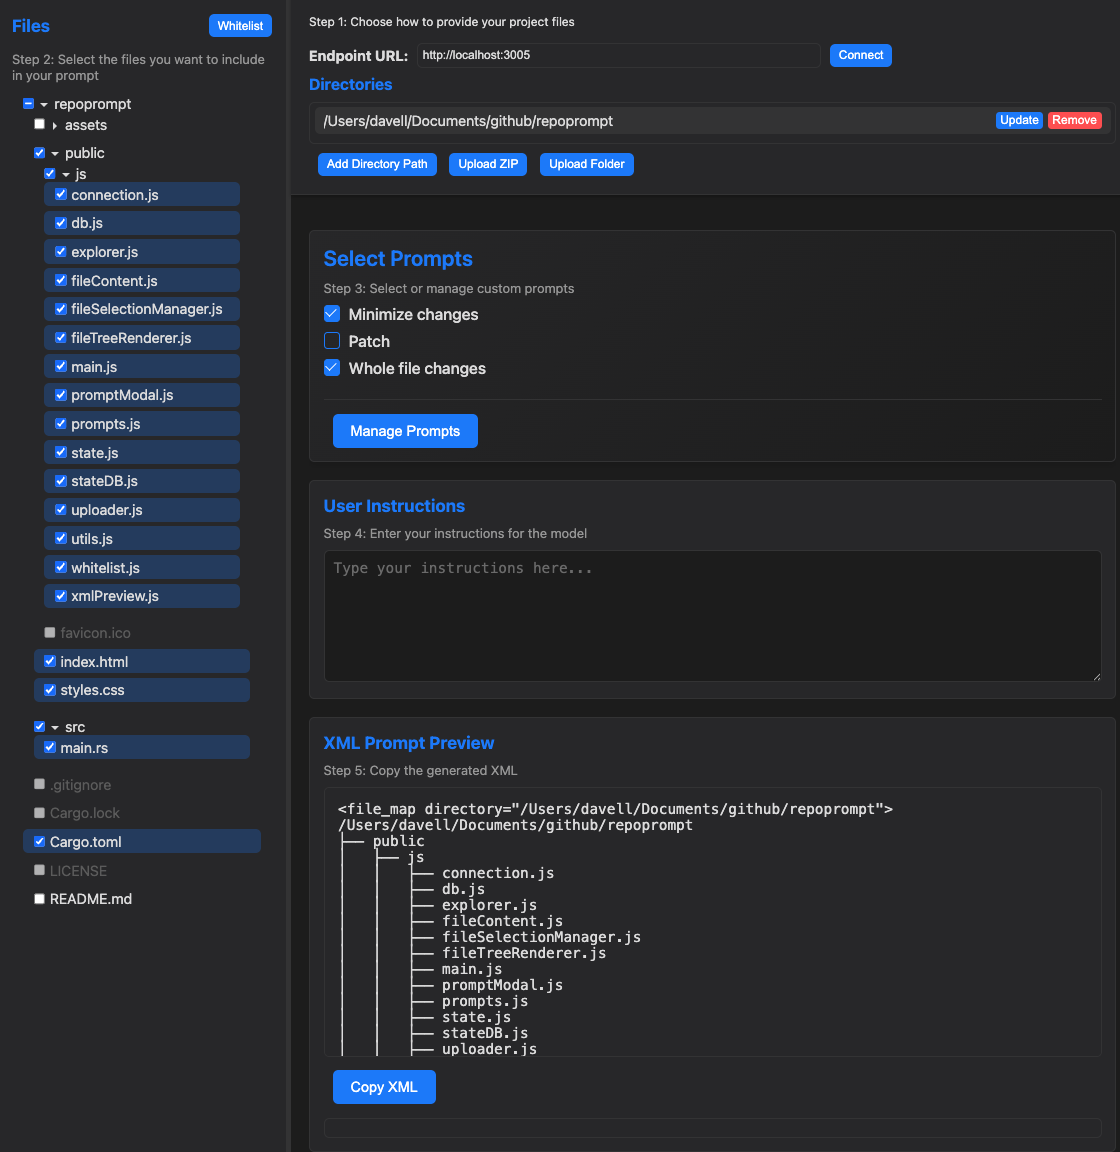 Files
Whitelist
Step 2: Select the files you want to include
in your prompt
repoprompt
assets
public
js
connection.js
db.js
explorer.js
fileContent.js
fileSelectionManager.js
fileTreeRenderer.js
main.js
promptModal.js
prompts.js
state.js
stateDB.js
uploader.js
utils.js
whitelist.js
xmlPreview.js
favicon.ico
index.html
styles.css
src
main.rs
.gitignore
Cargo.lock
Cargo.toml
LICENSE
README.md
Step 1: Choose how to provide your project files
Endpoint URL: http://localhost:3005 Connect
Directories
/Users/davell/Documents/github/repoprompt Update Remove
Add Directory Path Upload ZIP Upload Folder
Select Prompts
Step 3: Select or manage custom prompts
Minimize changes
Patch
Whole file changes
Manage Prompts
User Instructions
Step 4: Enter your instructions for the model
Type your instructions here...
XML Prompt Preview
Step 5: Copy the generated XML
<file_map directory="/Users/davell/Documents/github/repoprompt">
/Users/davell/Documents/github/repoprompt
├── public
│   ├── js
│   │   ├── connection.js
│   │   ├── db.js
│   │   ├── explorer.js
│   │   ├── fileContent.js
│   │   ├── fileSelectionManager.js
│   │   ├── fileTreeRenderer.js
│   │   ├── main.js
│   │   ├── promptModal.js
│   │   ├── prompts.js
│   │   ├── state.js
│   │   ├── stateDB.js
│   │   ├── uploader.js
Copy XML